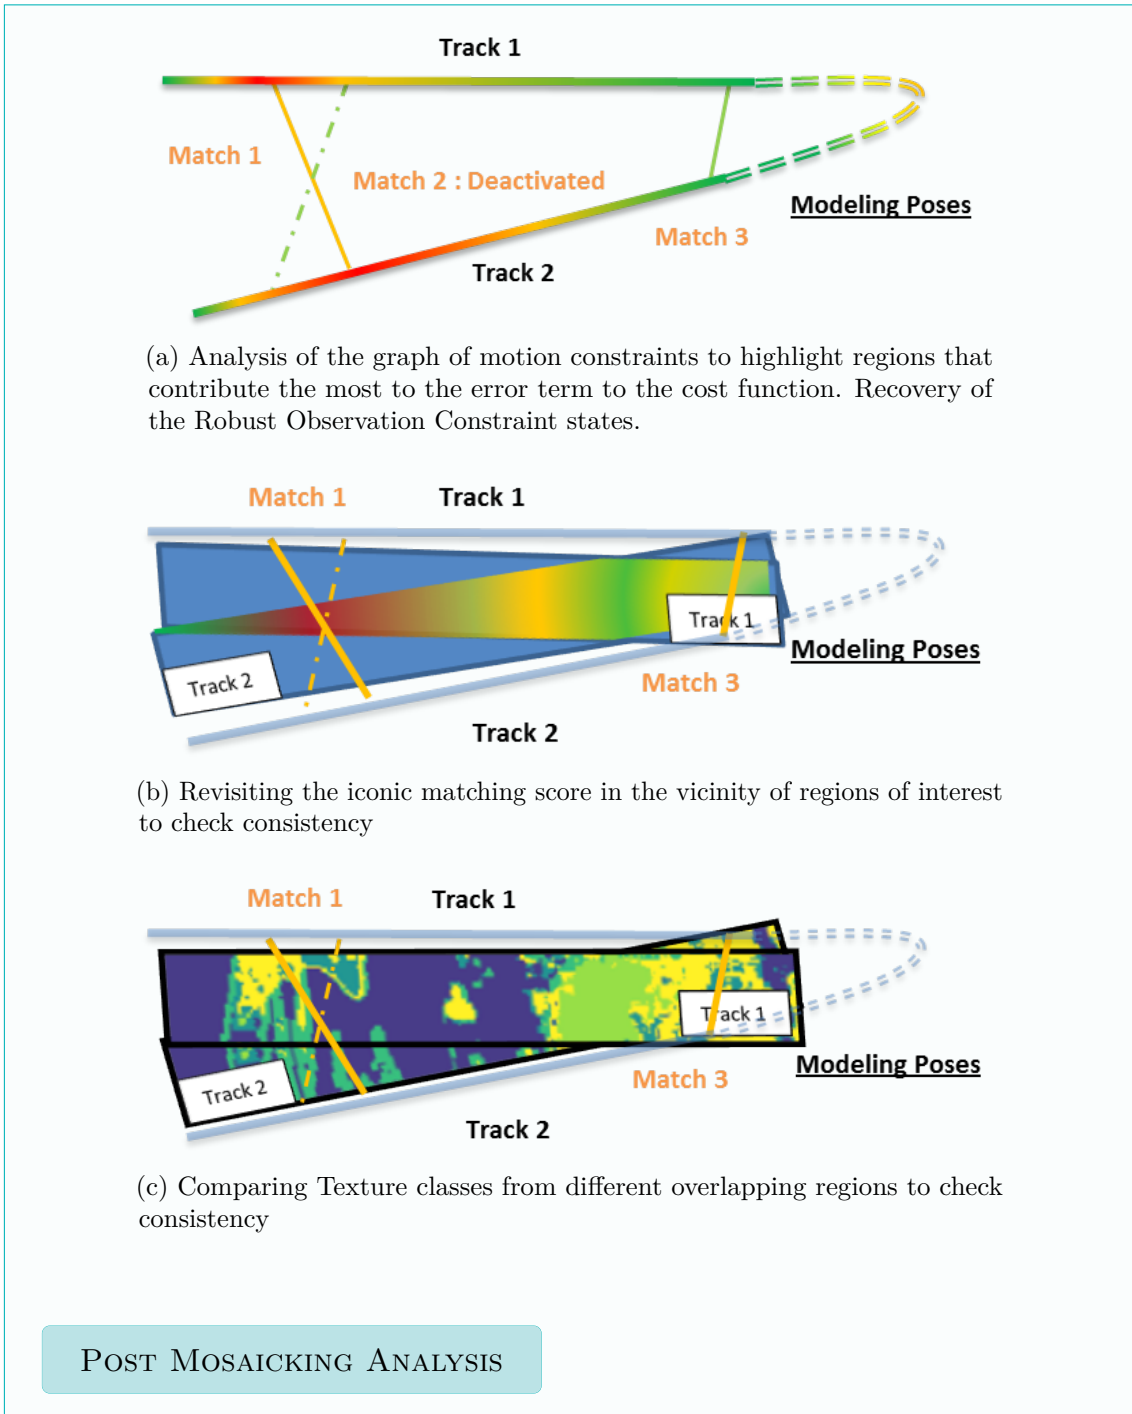 Track 1
Match 1
Match 2 : Deactivated
Modeling Poses
Match 3
Track 2
(a) Analysis of the graph of motion constraints to highlight regions that
contribute the most to the error term to the cost function. Recovery of
the Robust Observation Constraint states.
Match 1 Track 1
Track 1
Modeling Poses
Track 2
Match 3
Track 2
(b) Revisiting the iconic matching score in the vicinity of regions of interest
to check consistency
Match 1 Track 1
Track 1
Modeling Poses
Track 2
Match 3
Track 2
(c) Comparing Texture classes from different overlapping regions to check
consistency
Post Mosaicking Analysis